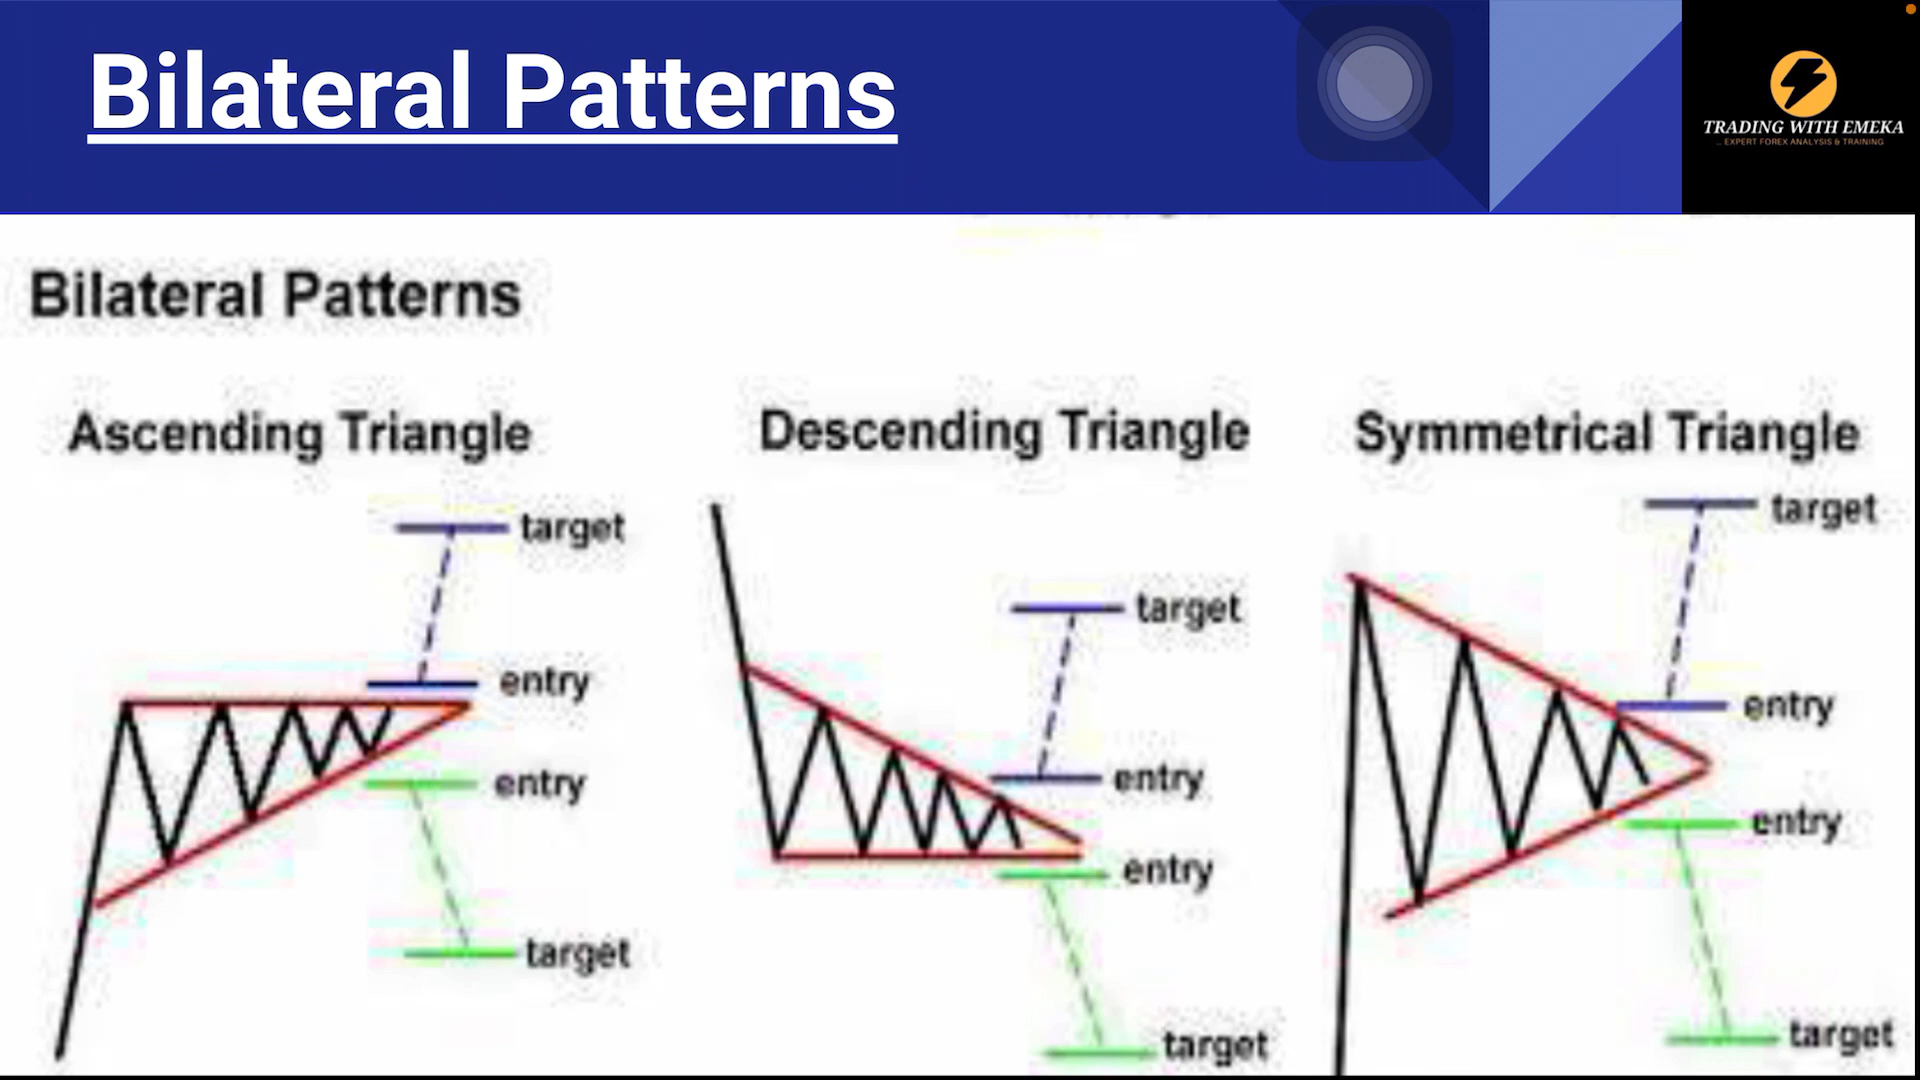 Bilateral Patterns
TRADING WITH EMEKA
... EXPERT FOREX ANALYSIS & TRAINING
Bilateral Patterns
Ascending Triangle
target
entry
entry
target
Descending Triangle
target
entry
entry
target
Symmetrical Triangle
target
entry
entry
target